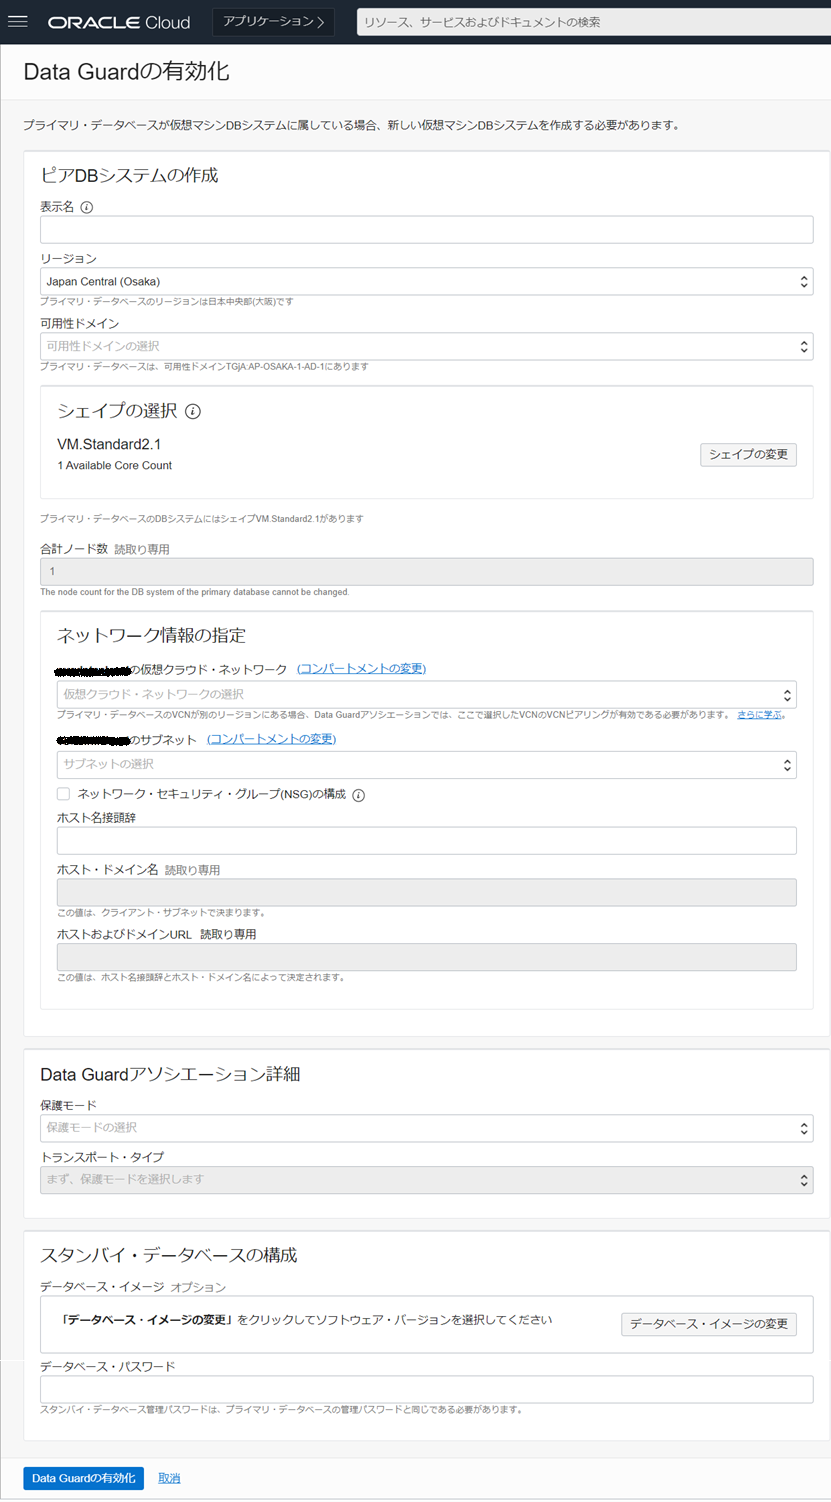 ORACLE Cloud
アプリケーション >
リソース、サービスおよびドキュメントの検索
Data Guardの有効化
プライマリ・データベースが仮想マシンDBシステムに属している場合、新しい仮想マシンDBシステムを作成する必要があります。
ピアDBシステムの作成
表示名
リージョン
Japan Central (Osaka)
プライマリ・データベースのリージョンは日本中央部(大阪)です
可用性ドメイン
可用性ドメインの選択
プライマリ・データベースは、可用性ドメインTGjA:AP-OSAKA-1-AD-1にあります
シェイプの選択
VM.Standard2.1
1 Available Core Count
シェイプの変更
プライマリ・データベースのDBシステムにはシェイプVM.Standard2.1があります
合計ノード数 読取り専用
1
The node count for the DB system of the primary database cannot be changed.
ネットワーク情報の指定
の仮想クラウド・ネットワーク (コンパートメントの変更)
仮想クラウド・ネットワークの選択
プライマリ・データベースのVCNが別のリージョンにある場合、Data Guardアソシエーションでは、ここで選択したVCNのVCNピアリングが有効である必要があります。 さらに学ぶ。
のサブネット (コンパートメントの変更)
サブネットの選択
ネットワーク・セキュリティ・グループ(NSG)の構成
ホスト名接頭辞
ホスト・ドメイン名 読取り専用
この値は、クライアント・サブネットで決まります。
ホストおよびドメインURL 読取り専用
この値は、ホスト名接頭辞とホスト・ドメイン名によって決定されます。
Data Guardアソシエーション詳細
保護モード
保護モードの選択
トランスポート・タイプ
まず、保護モードを選択します
スタンバイ・データベースの構成
データベース・イメージ オプション
「データベース・イメージの変更」をクリックしてソフトウェア・バージョンを選択してください
データベース・イメージの変更
データベース・パスワード
スタンバイ・データベース管理パスワードは、プライマリ・データベースの管理パスワードと同じである必要があります。
Data Guardの有効化
取消